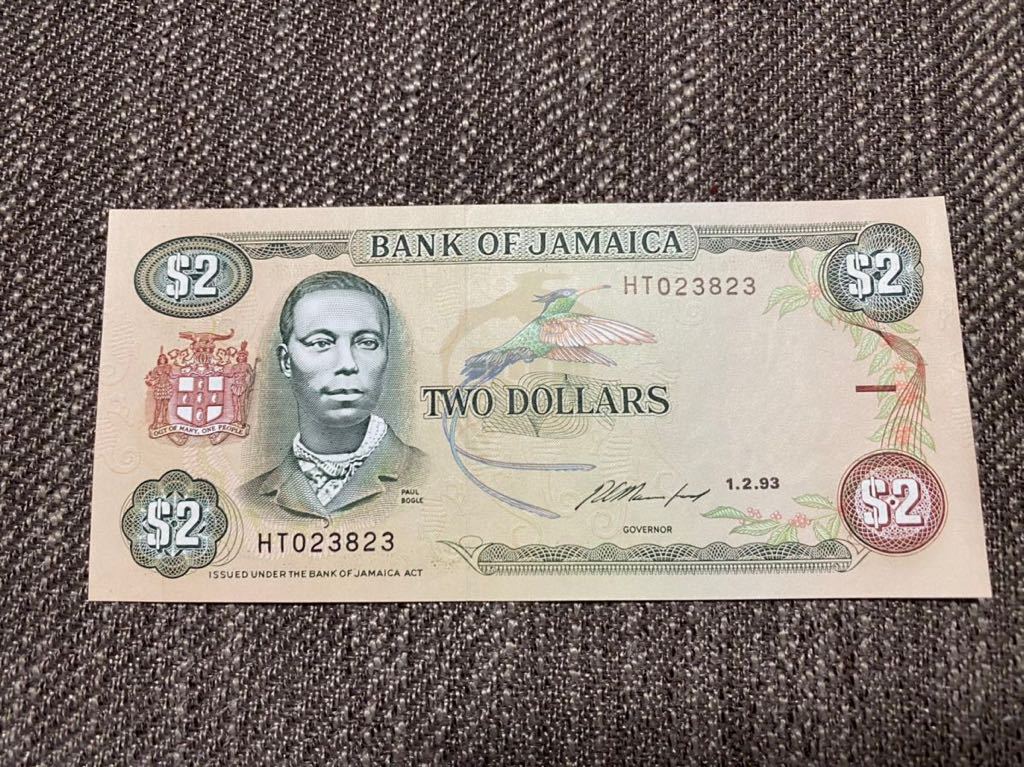 BANK OF JAMAICA
$2
HT023823
$2
OUT OF MANY, ONE PEOPLE
TWO DOLLARS
PAUL
BOGLE
1.2.93
GOVERNOR
$2
$2
HT023823
ISSUED UNDER THE BANK OF JAMAICA ACT